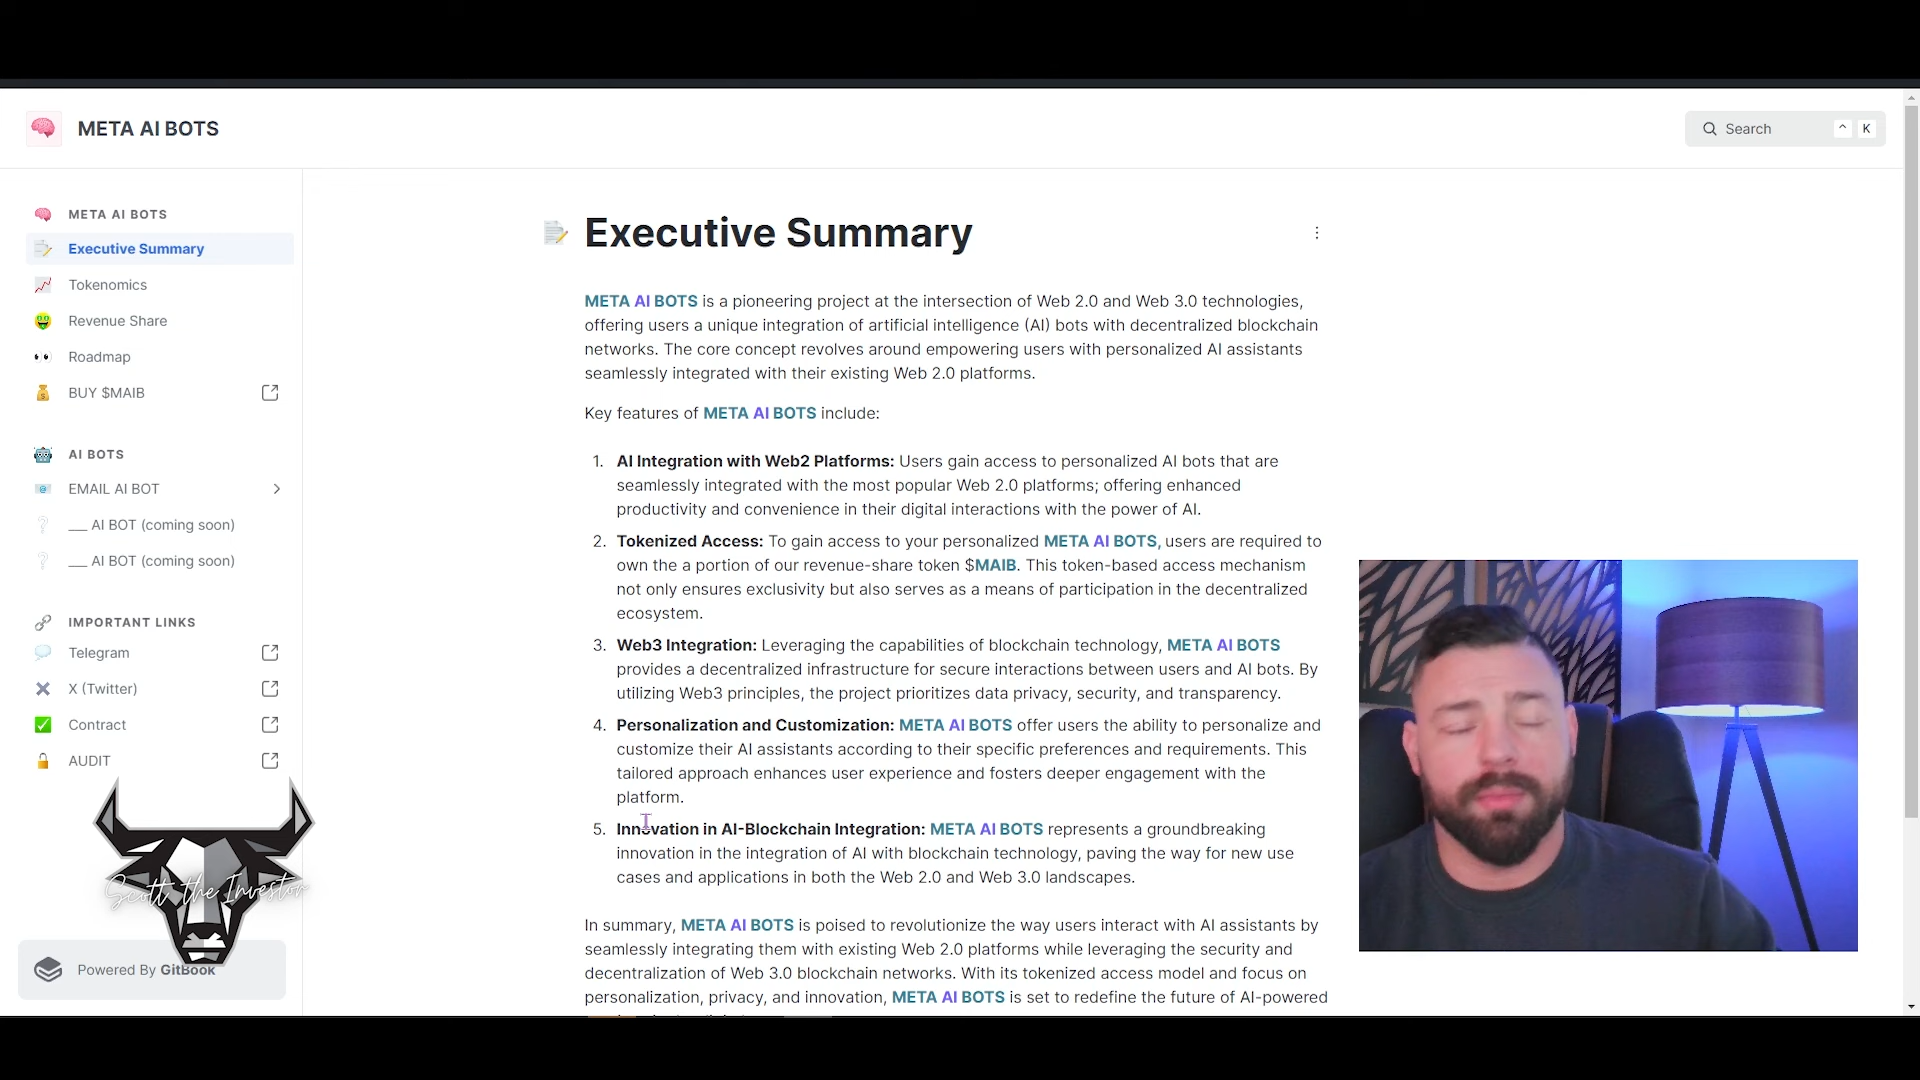 META AI BOTS
Search
^ K
META AI BOTS
Executive Summary
Tokenomics
Revenue Share
Roadmap
BUY $MAIB
AI BOTS
EMAIL AI BOT
___ AI BOT (coming soon)
___ AI BOT (coming soon)
IMPORTANT LINKS
Telegram
X (Twitter)
Contract
AUDIT
Scott the Investor
Powered By GitBook
Executive Summary
META AI BOTS is a pioneering project at the intersection of Web 2.0 and Web 3.0 technologies,
offering users a unique integration of artificial intelligence (AI) bots with decentralized blockchain
networks. The core concept revolves around empowering users with personalized AI assistants
seamlessly integrated with their existing Web 2.0 platforms.
Key features of META AI BOTS include:
1. AI Integration with Web2 Platforms: Users gain access to personalized AI bots that are
seamlessly integrated with the most popular Web 2.0 platforms; offering enhanced
productivity and convenience in their digital interactions with the power of AI.
2. Tokenized Access: To gain access to your personalized META AI BOTS, users are required to
own the a portion of our revenue-share token $MAIB. This token-based access mechanism
not only ensures exclusivity but also serves as a means of participation in the decentralized
ecosystem.
3. Web3 Integration: Leveraging the capabilities of blockchain technology, META AI BOTS
provides a decentralized infrastructure for secure interactions between users and AI bots. By
utilizing Web3 principles, the project prioritizes data privacy, security, and transparency.
4. Personalization and Customization: META AI BOTS offer users the ability to personalize and
customize their AI assistants according to their specific preferences and requirements. This
tailored approach enhances user experience and fosters deeper engagement with the
platform.
5. Innovation in AI-Blockchain Integration: META AI BOTS represents a groundbreaking
innovation in the integration of AI with blockchain technology, paving the way for new use
cases and applications in both the Web 2.0 and Web 3.0 landscapes.
In summary, META AI BOTS is poised to revolutionize the way users interact with AI assistants by
seamlessly integrating them with existing Web 2.0 platforms while leveraging the security and
decentralization of Web 3.0 blockchain networks. With its tokenized access model and focus on
personalization, privacy, and innovation, META AI BOTS is set to redefine the future of AI-powered